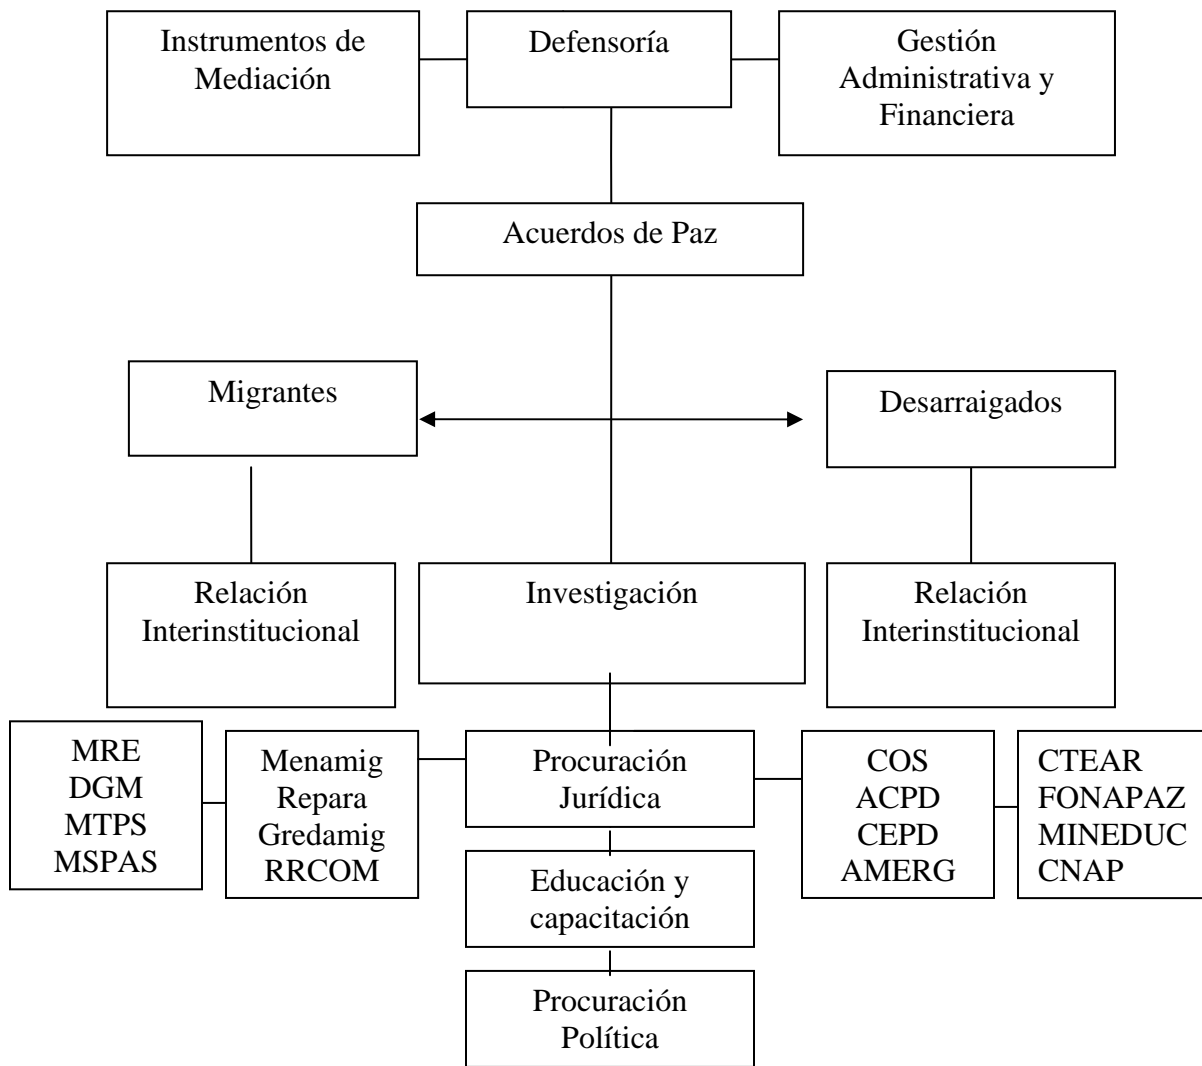 Instrumentos de
Mediación
Defensoría
Gestión
Administrativa y
Financiera
Acuerdos de Paz
Migrantes
Desarraigados
Relación
Interinstitucional
Investigación
Relación
Interinstitucional
MRE
DGM
MTPS
MSPAS
Menamig
Repara
Gredamig
RRCOM
Procuración
Jurídica
COS
ACPD
CEPD
AMERG
CTEAR
FONAPAZ
MINEDUC
CNAP
Educación y
capacitación
Procuración
Política